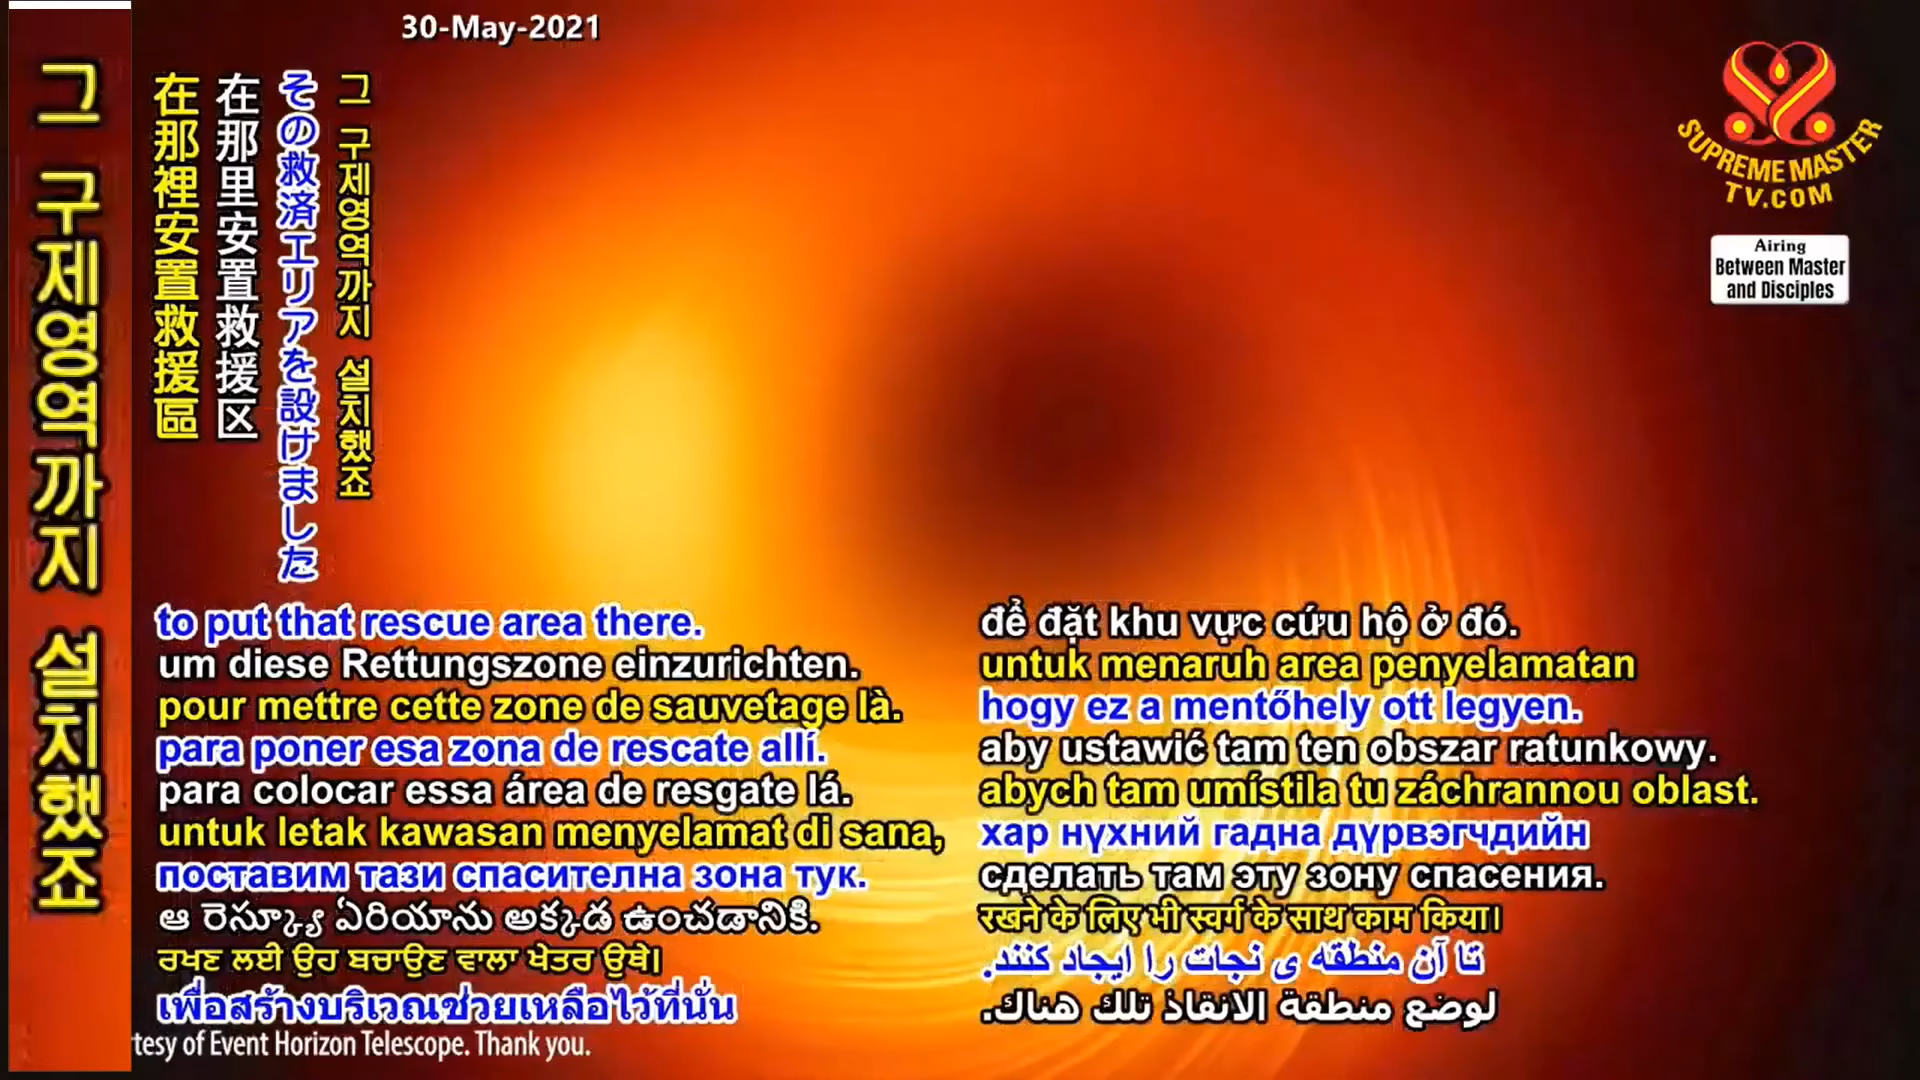 30-May-2021
그 구제영역까지 설치했죠
在那裡安置救援區
在那里安置救援区
その救済エリアを設けました
그 구제영역까지 설치했죠
SUPREME MASTER
TV.COM
Airing
Between Master
and Disciples
to put that rescue area there.
um diese Rettungszone einzurichten.
pour mettre cette zone de sauvetage là.
para poner esa zona de rescate allí.
para colocar essa área de resgate lá.
untuk letak kawasan menyelamat di sana,
поставим тази спасителна зона тук.
ఆ రెస్క్యూ ఏరియాను అక్కడ ఉంచడానికి.
ਰਖਣ ਲਈ ਉਹ ਬਚਾਉਣ ਵਾਲਾ ਖੇਤਰ ਉਥੇ।
เพื่อสร้างบริเวณช่วยเหลือไว้ที่นั่น
để đặt khu vực cứu hộ ở đó.
untuk menaruh area penyelamatan
hogy ez a mentőhely ott legyen.
aby ustawić tam ten obszar ratunkowy.
abych tam umístila tu záchrannou oblast.
хар нүхний гадна дүрвэгчдийн
сделать там эту зону спасения.
रखने के लिए भी स्वर्ग के साथ काम किया।
تا آن منطقه ی نجات را ایجاد کنند.
لوضع منطقة الانقاذ تلك هناك.
tesy of Event Horizon Telescope. Thank you.